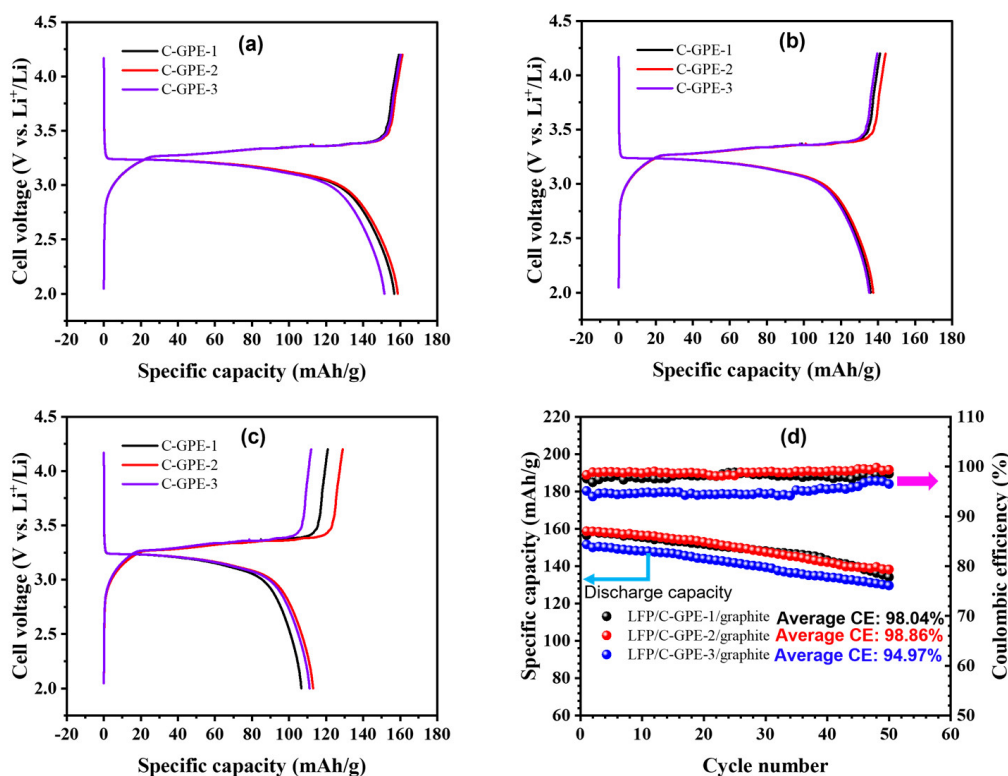 (a)
C-GPE-1
C-GPE-2
C-GPE-3
Cell voltage (V vs. Li⁺/Li)
4.5
4.0
3.5
3.0
2.5
2.0
-20 0 20 40 60 80 100 120 140 160 180
Specific capacity (mAh/g)
(b)
C-GPE-1
C-GPE-2
C-GPE-3
Cell voltage (V vs. Li⁺/Li)
4.5
4.0
3.5
3.0
2.5
2.0
-20 0 20 40 60 80 100 120 140 160 180
Specific capacity (mAh/g)
(c)
C-GPE-1
C-GPE-2
C-GPE-3
Cell voltage (V vs. Li⁺/Li)
4.5
4.0
3.5
3.0
2.5
2.0
-20 0 20 40 60 80 100 120 140 160 180
Specific capacity (mAh/g)
(d)
Specific capacity (mAh/g)
220
200
180
160
140
120
100
80
60
Discharge capacity
LFP/C-GPE-1/graphite Average CE: 98.04%
LFP/C-GPE-2/graphite Average CE: 98.86%
LFP/C-GPE-3/graphite Average CE: 94.97%
110
100
90
80
70
60
50
Coulombic efficiency (%)
0 10 20 30 40 50 60
Cycle number